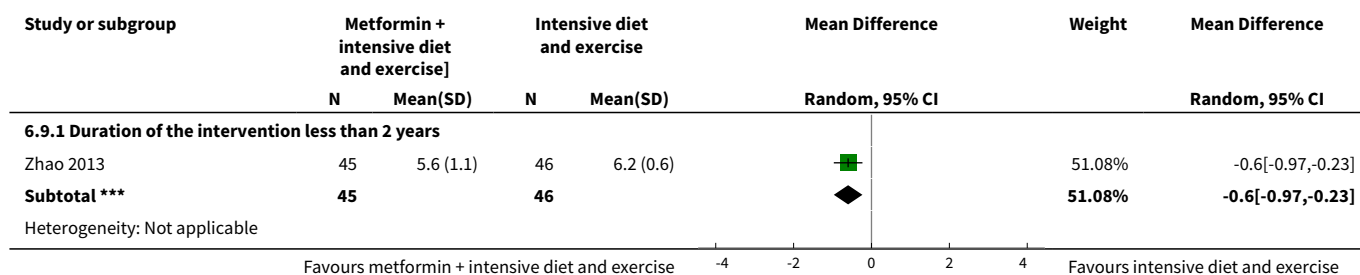 Study or subgroup Metformin + Intensive diet Mean Difference Weight Mean Difference
intensive diet and exercise
and exercise]
N Mean(SD) N Mean(SD) Random, 95% CI Random, 95% CI
6.9.1 Duration of the intervention less than 2 years
Zhao 2013 45 5.6 (1.1) 46 6.2 (0.6) 51.08% -0.6[-0.97,-0.23]
Subtotal *** 45 46 51.08% -0.6[-0.97,-0.23]
Heterogeneity: Not applicable
Favours metformin + intensive diet and exercise -4 -2 0 2 4 Favours intensive diet and exercise